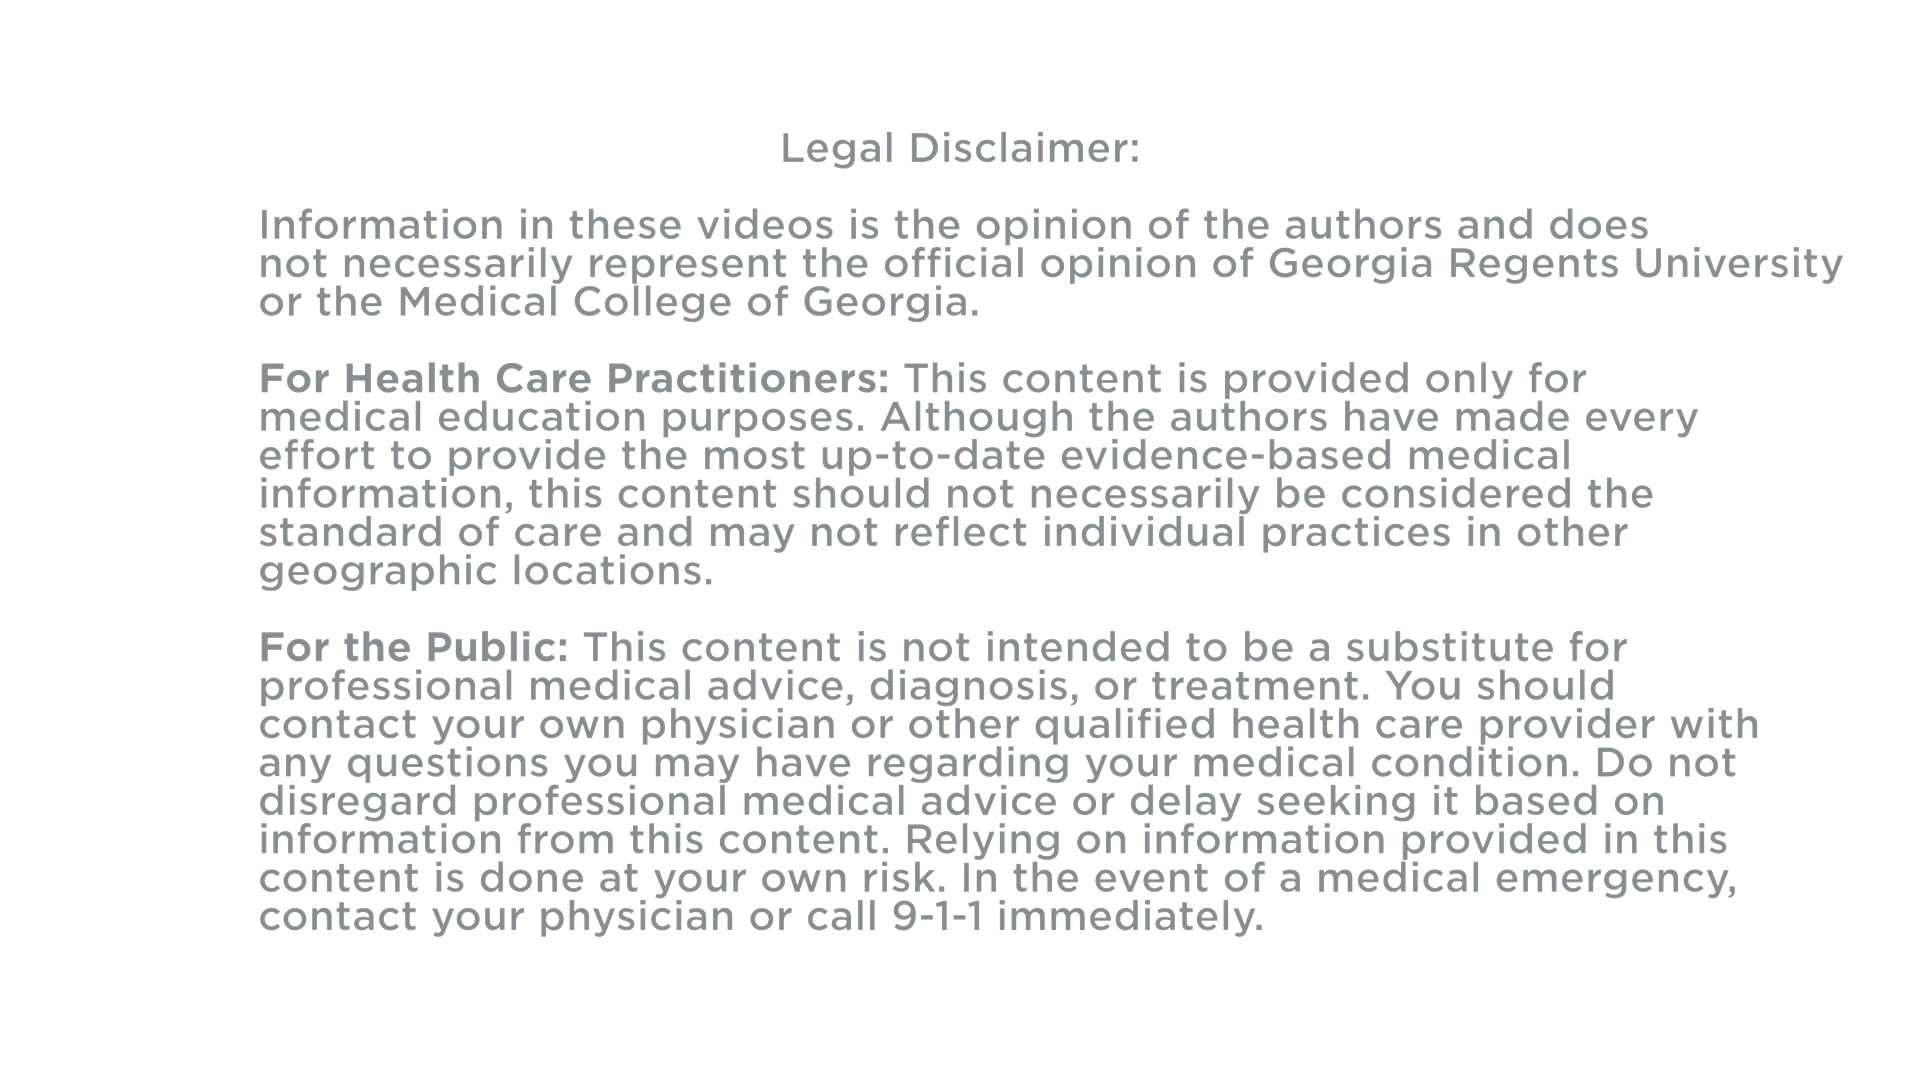 Legal Disclaimer:
Information in these videos is the opinion of the authors and does
not necessarily represent the official opinion of Georgia Regents University
or the Medical College of Georgia.
For Health Care Practitioners: This content is provided only for
medical education purposes. Although the authors have made every
effort to provide the most up-to-date evidence-based medical
information, this content should not necessarily be considered the
standard of care and may not reflect individual practices in other
geographic locations.
For the Public: This content is not intended to be a substitute for
professional medical advice, diagnosis, or treatment. You should
contact your own physician or other qualified health care provider with
any questions you may have regarding your medical condition. Do not
disregard professional medical advice or delay seeking it based on
information from this content. Relying on information provided in this
content is done at your own risk. In the event of a medical emergency,
contact your physician or call 9-1-1 immediately.